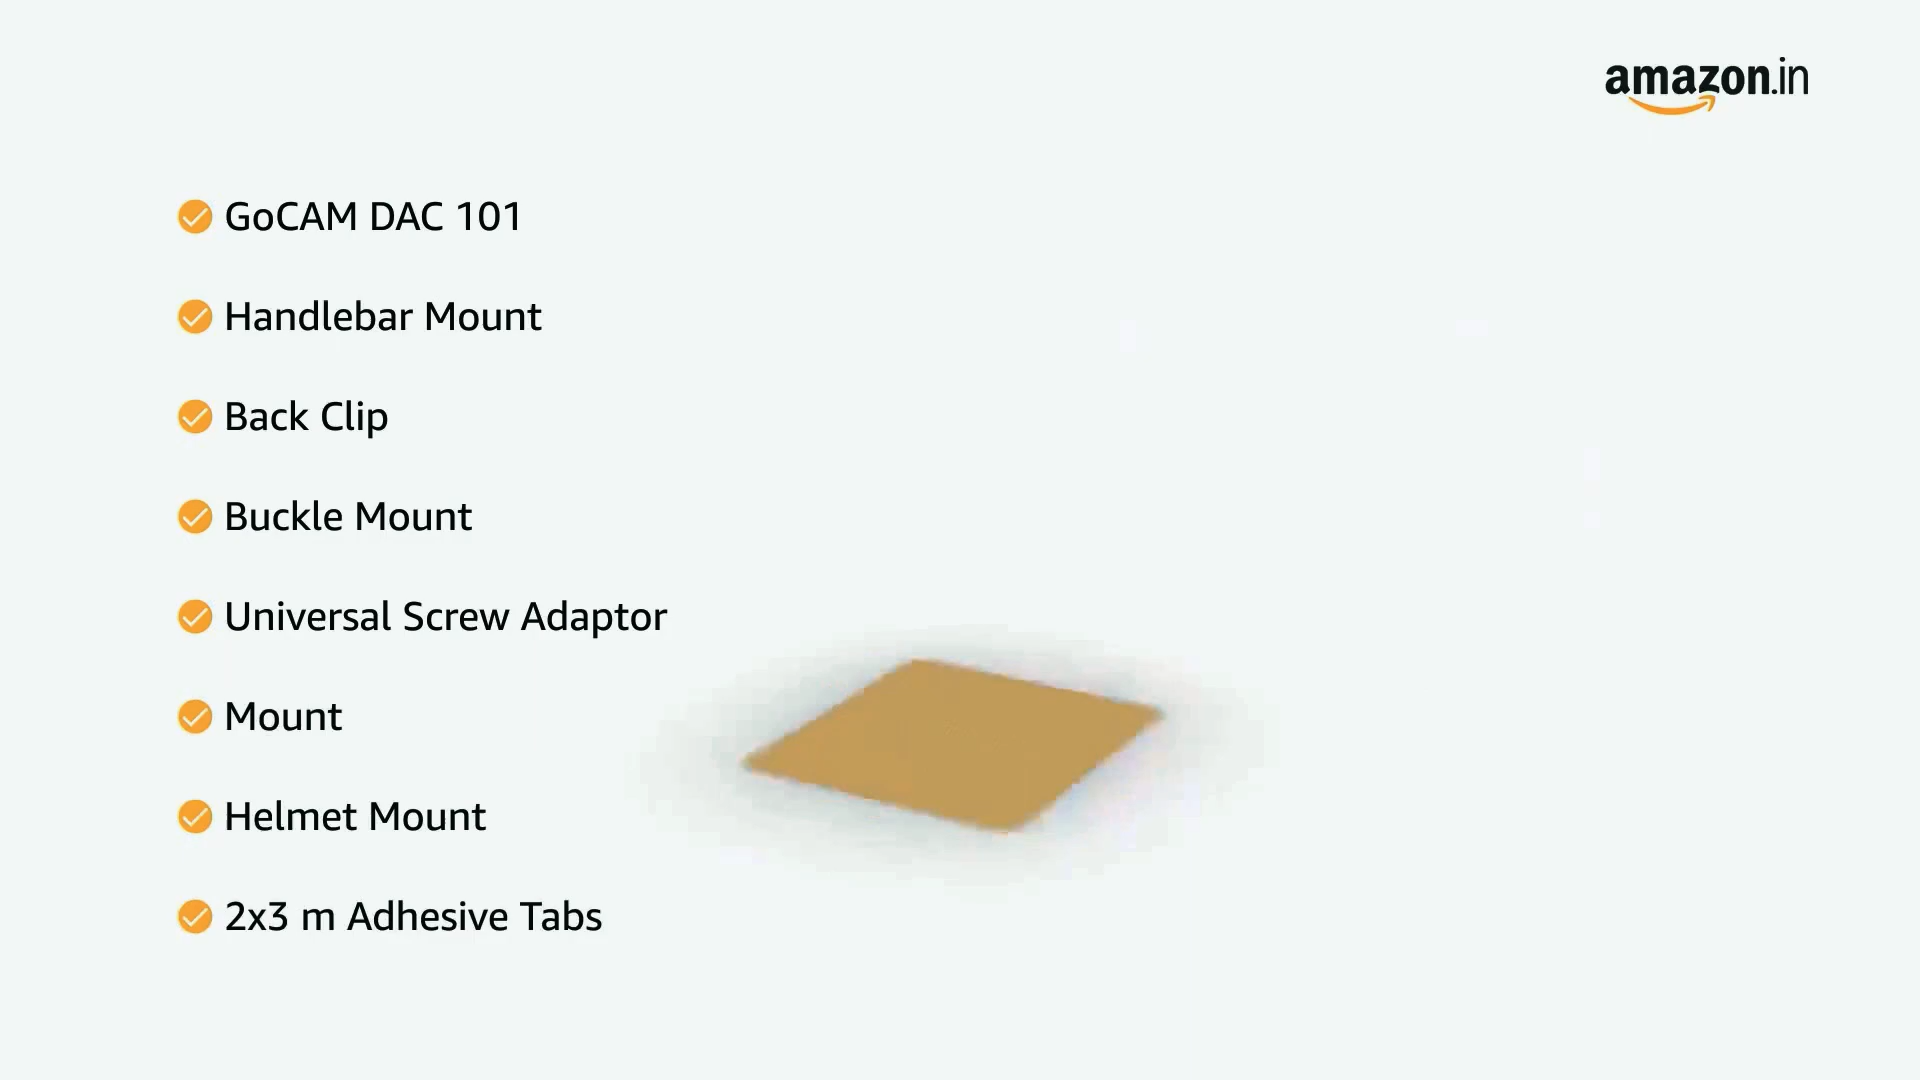 amazon.in
GoCAM DAC 101
Handlebar Mount
Back Clip
Buckle Mount
Universal Screw Adaptor
Mount
Helmet Mount
2x3 m Adhesive Tabs